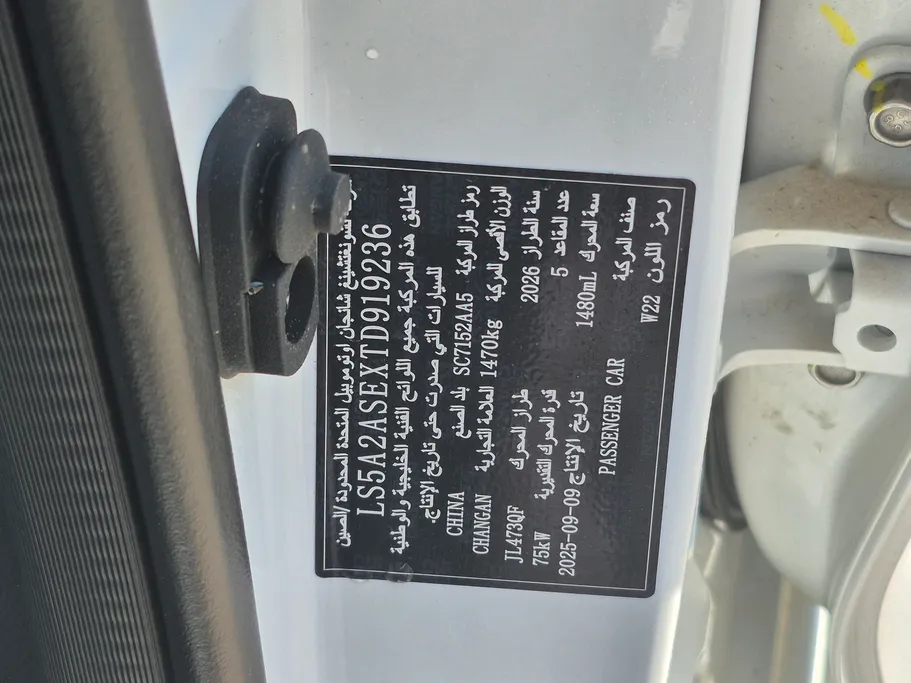 تشونغتشينغ شانجان اوتوموبيل المتحدة المحدودة /الصين
LS5A2ASEXTD919236
تطابق هذه المركبة جميع اللوائح الفنية الخليجية والوطنية
للسيارات التي صدرت حتى تاريخ الإنتاج.
رمز طراز المركبة SC7152AA5 بلد الصنع CHINA
الوزن الأقصى للمركبة 1470kg العلامة التجارية CHANGAN
سنة الطراز 2026 طراز المحرك JL473QF
عدد المقاعد 5 قدرة المحرك التقديرية 75kW
سعة المحرك 1480mL تاريخ الإنتاج 2025-09-09
صنف المركبة PASSENGER CAR
رمز اللون W22